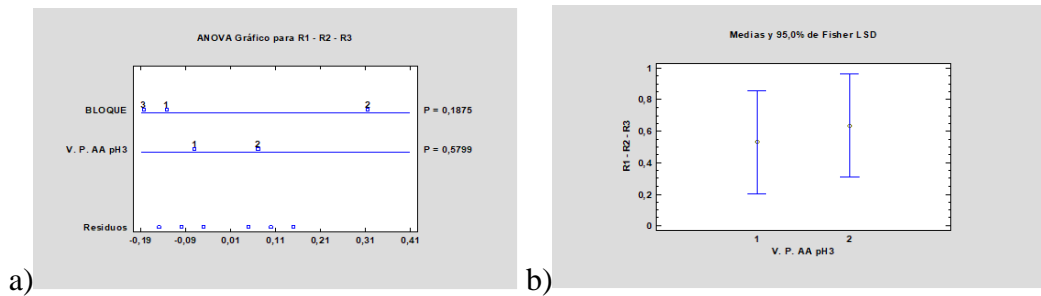 ANOVA Gráfico para R1 - R2 - R3
BLOQUE
3 1 2
P = 0,1875
V. P. AA pH3
1 2
P = 0,5799
Residuos
-0,19 -0,09 0,01 0,11 0,21 0,31 0,41
a)
Medias y 95,0% de Fisher LSD
R1 - R2 - R3
1
0,8
0,6
0,4
0,2
0
1 2
V. P. AA pH3
b)